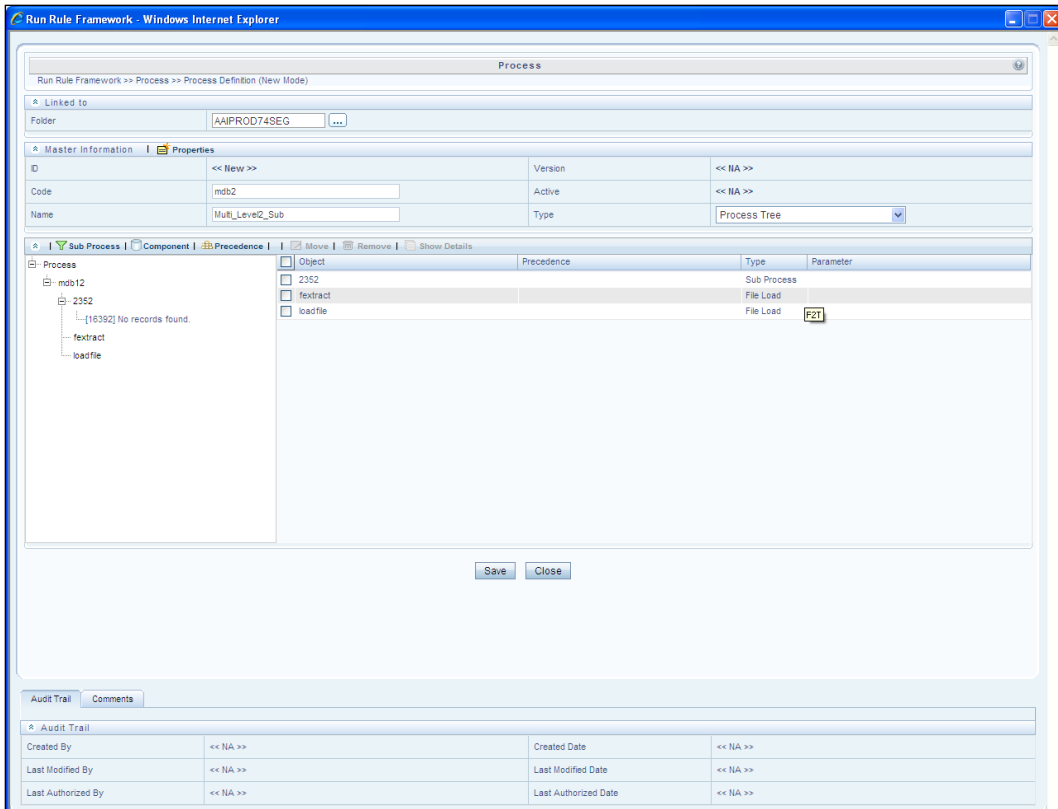 Run Rule Framework - Windows Internet Explorer
Process
Run Rule Framework >> Process >> Process Definition (New Mode)
Linked to
Folder AAIPROD74SEG ...
Master Information | Properties
ID << New >> Version << NA >>
Code mdb2 Active << NA >>
Name Multi_Level2_Sub Type Process Tree
| Sub Process | Component | Precedence | | Move | Remove | Show Details
Process
mdb12
2352
[16392] No records found.
fextract
loadfile
Object Precedence Type Parameter
2352 Sub Process
fextract File Load
loadfile File Load
F2T
Save Close
Audit Trail Comments
Audit Trail
Created By << NA >> Created Date << NA >>
Last Modified By << NA >> Last Modified Date << NA >>
Last Authorized By << NA >> Last Authorized Date << NA >>